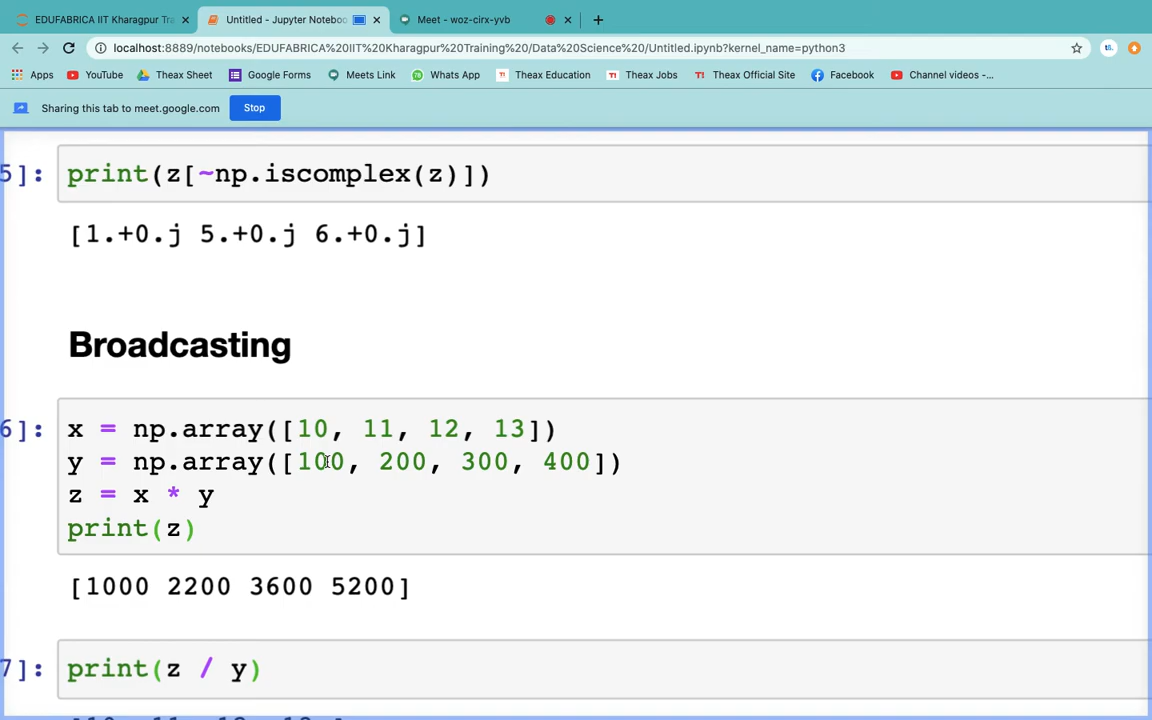 EDUFABRICA IIT Kharagpur Tra
Untitled - Jupyter Noteboo
Meet - woz-cirx-yvb
localhost:8889/notebooks/EDUFABRICA%20IIT%20Kharagpur%20Training%20/Data%20Science%20/Untitled.ipynb?kernel_name=python3
Apps YouTube Theax Sheet Google Forms Meets Link Whats App Theax Education Theax Jobs Theax Official Site Facebook Channel videos -...
Sharing this tab to meet.google.com Stop
5]: print(z[~np.iscomplex(z)])
[1.+0.j 5.+0.j 6.+0.j]
Broadcasting
6]: x = np.array([10, 11, 12, 13])
y = np.array([100, 200, 300, 400])
z = x * y
print(z)
[1000 2200 3600 5200]
7]: print(z / y)